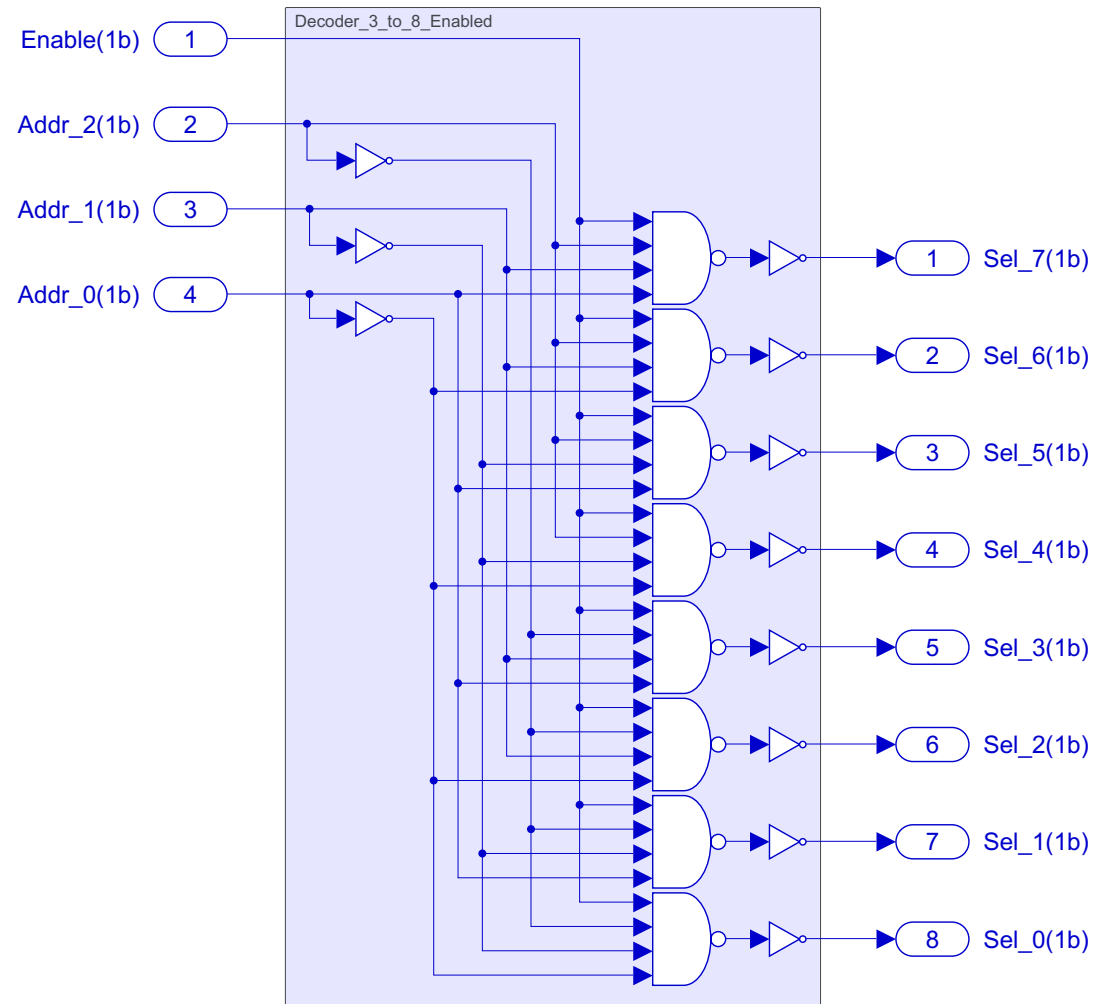 Decoder_3_to_8_Enabled
Enable(1b) 1
Addr_2(1b) 2
Addr_1(1b) 3
Addr_0(1b) 4
1 Sel_7(1b)
2 Sel_6(1b)
3 Sel_5(1b)
4 Sel_4(1b)
5 Sel_3(1b)
6 Sel_2(1b)
7 Sel_1(1b)
8 Sel_0(1b)